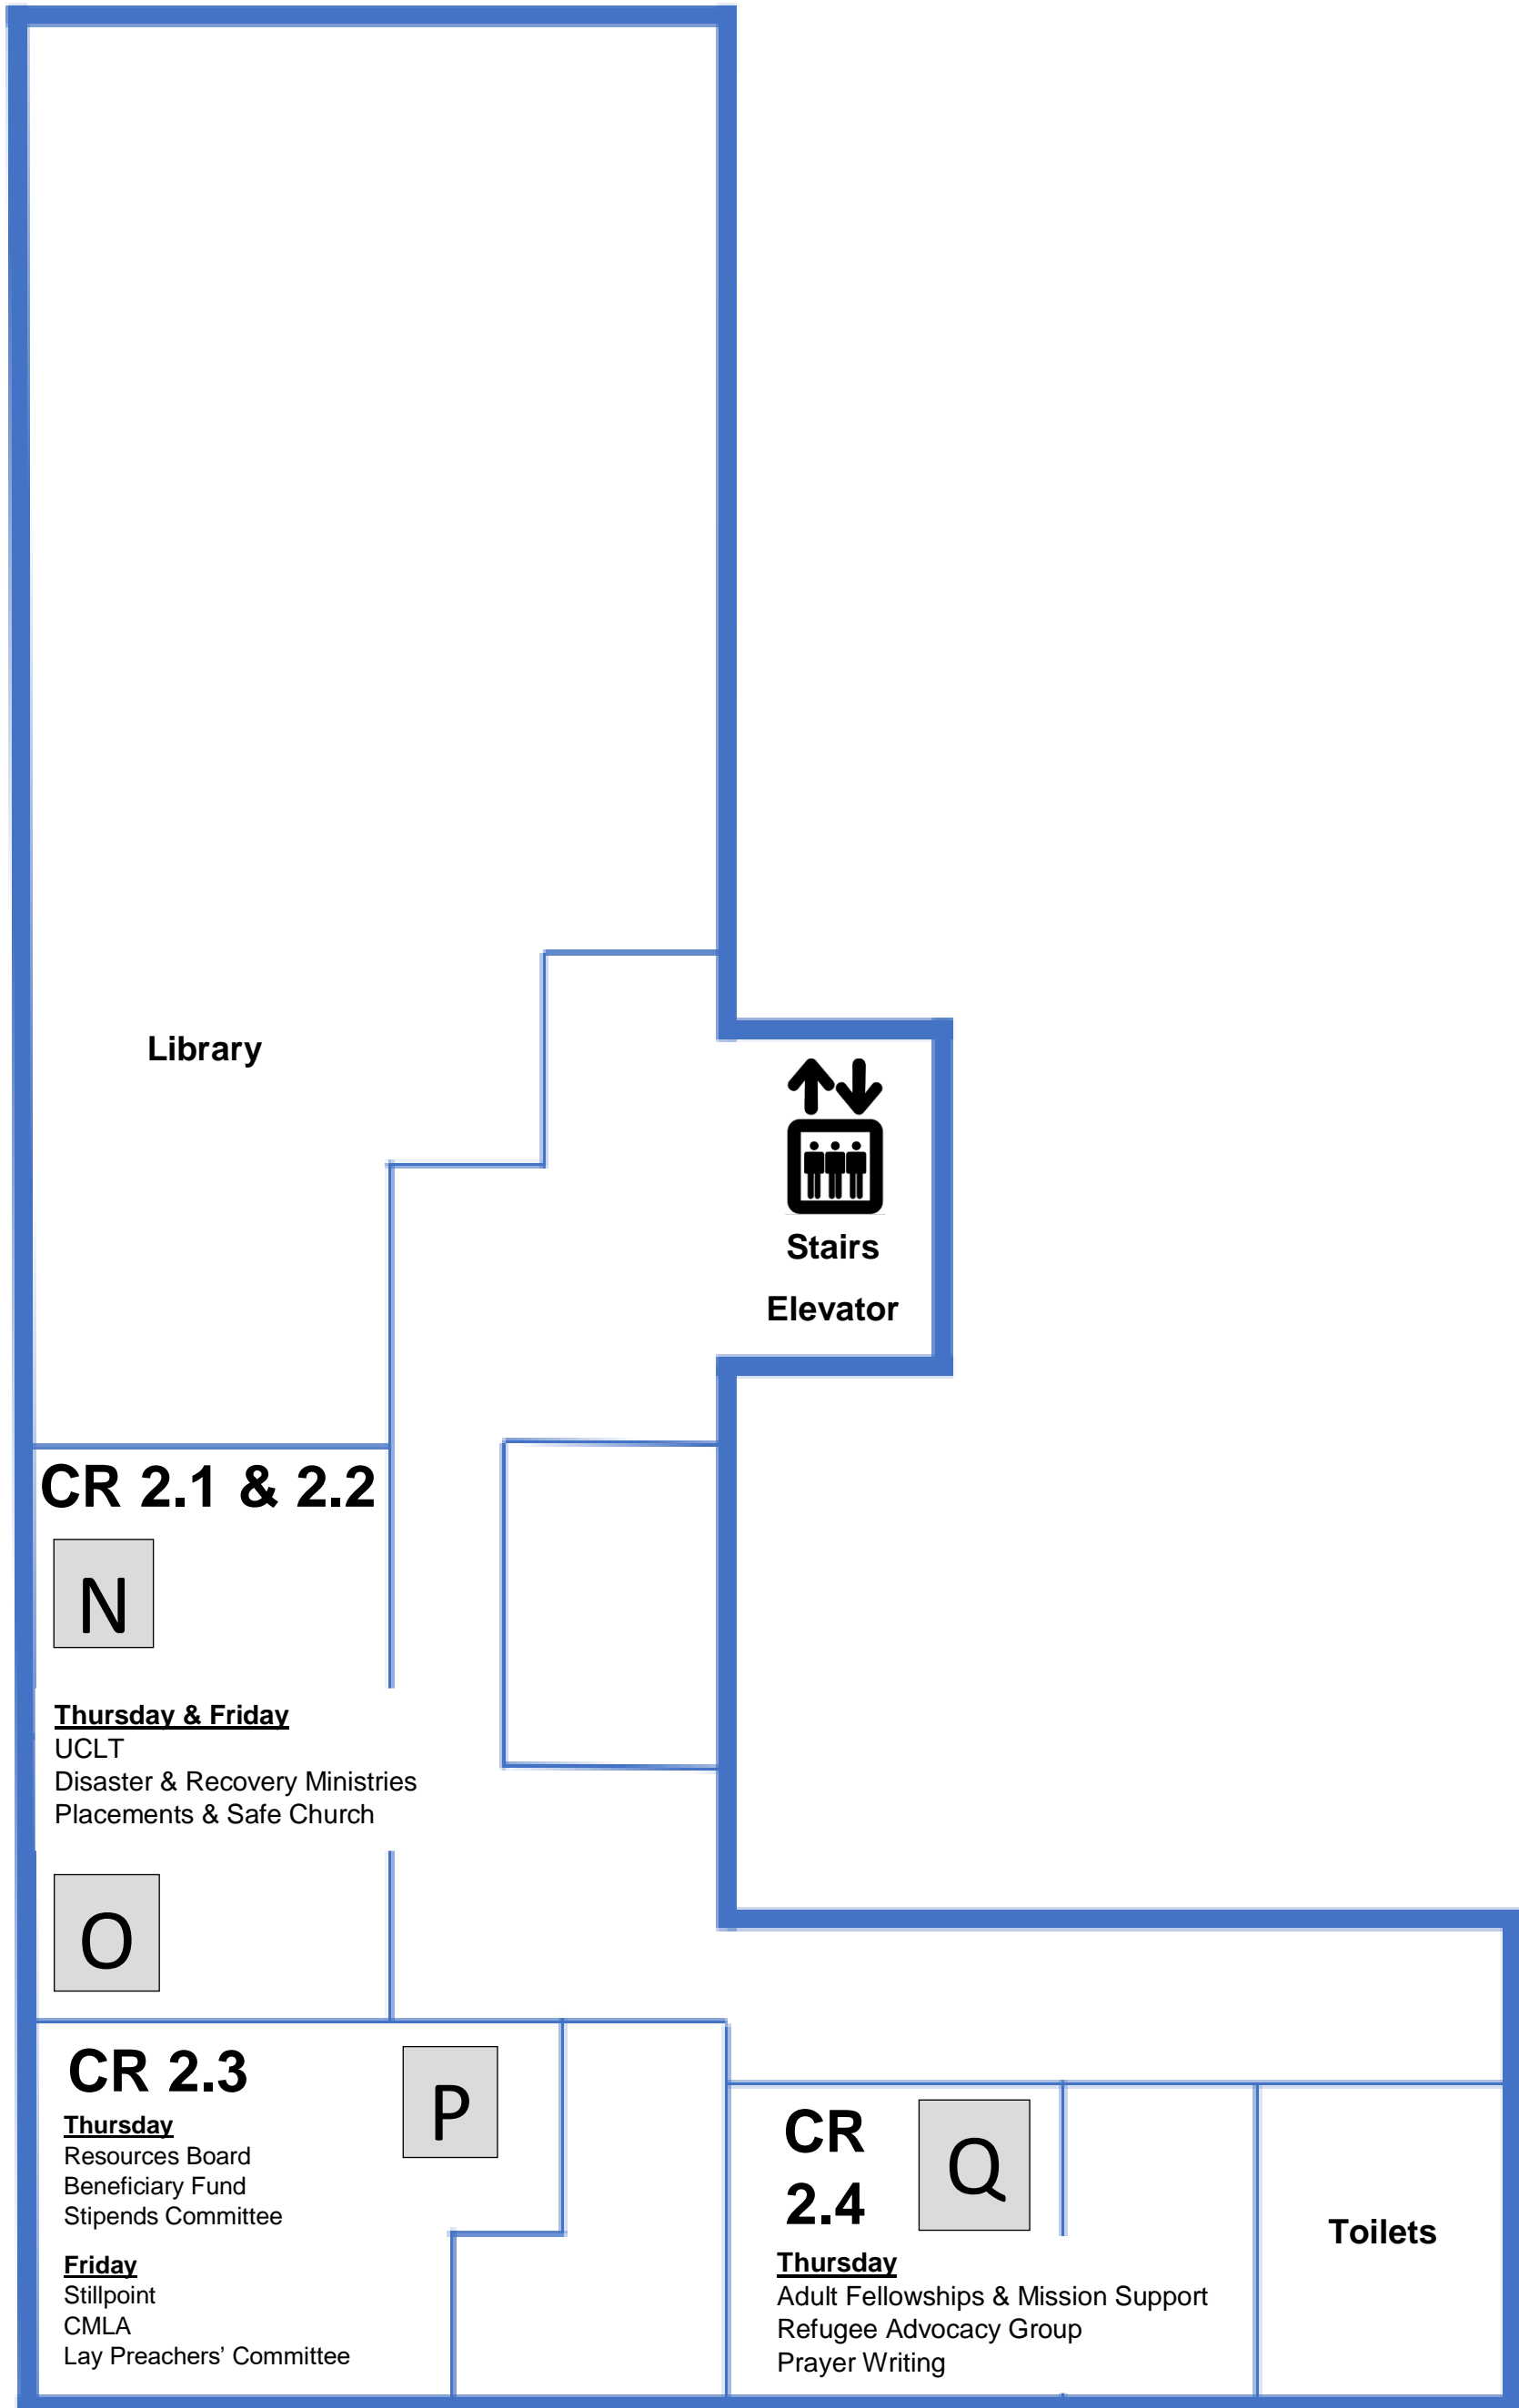 Library
Stairs
Elevator
CR 2.1 & 2.2
N
Thursday & Friday
UCLT
Disaster & Recovery Ministries
Placements & Safe Church
O
CR 2.3
P
Thursday
Resources Board
Beneficiary Fund
Stipends Committee
Friday
Stillpoint
CMLA
Lay Preachers’ Committee
CR
2.4
Q
Thursday
Adult Fellowships & Mission Support
Refugee Advocacy Group
Prayer Writing
Toilets